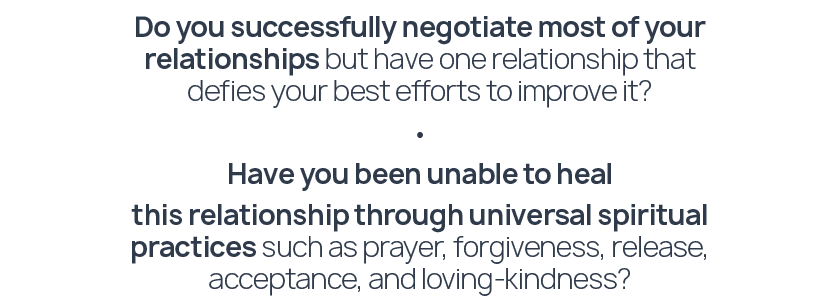 Do you successfully negotiate most of your
relationships but have one relationship that
defies your best efforts to improve it?
•
Have you been unable to heal
this relationship through universal spiritual
practices such as prayer, forgiveness, release,
acceptance, and loving-kindness?